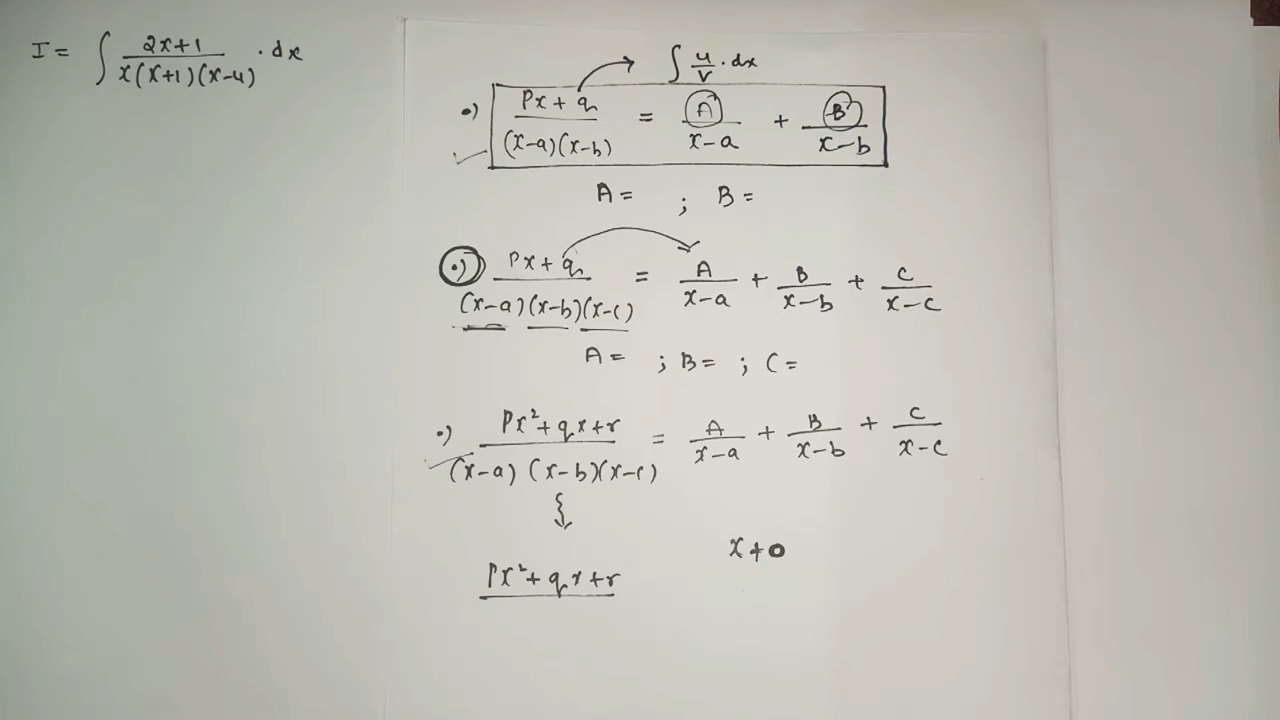 I = ∫ 2x+1 / x(x+1)(x-4) · dx
∫ u/v · dx
•) Px + q / (x-a)(x-b) = A / x-a + B / x-b
A = ; B =
•) Px + q / (x-a)(x-b)(x-c) = A / x-a + B / x-b + C / x-c
A = ; B = ; C =
•) Px² + qx + r / (x-a) (x-b)(x-c) = A / x-a + B / x-b + C / x-c
x + 0
Px² + qx + r